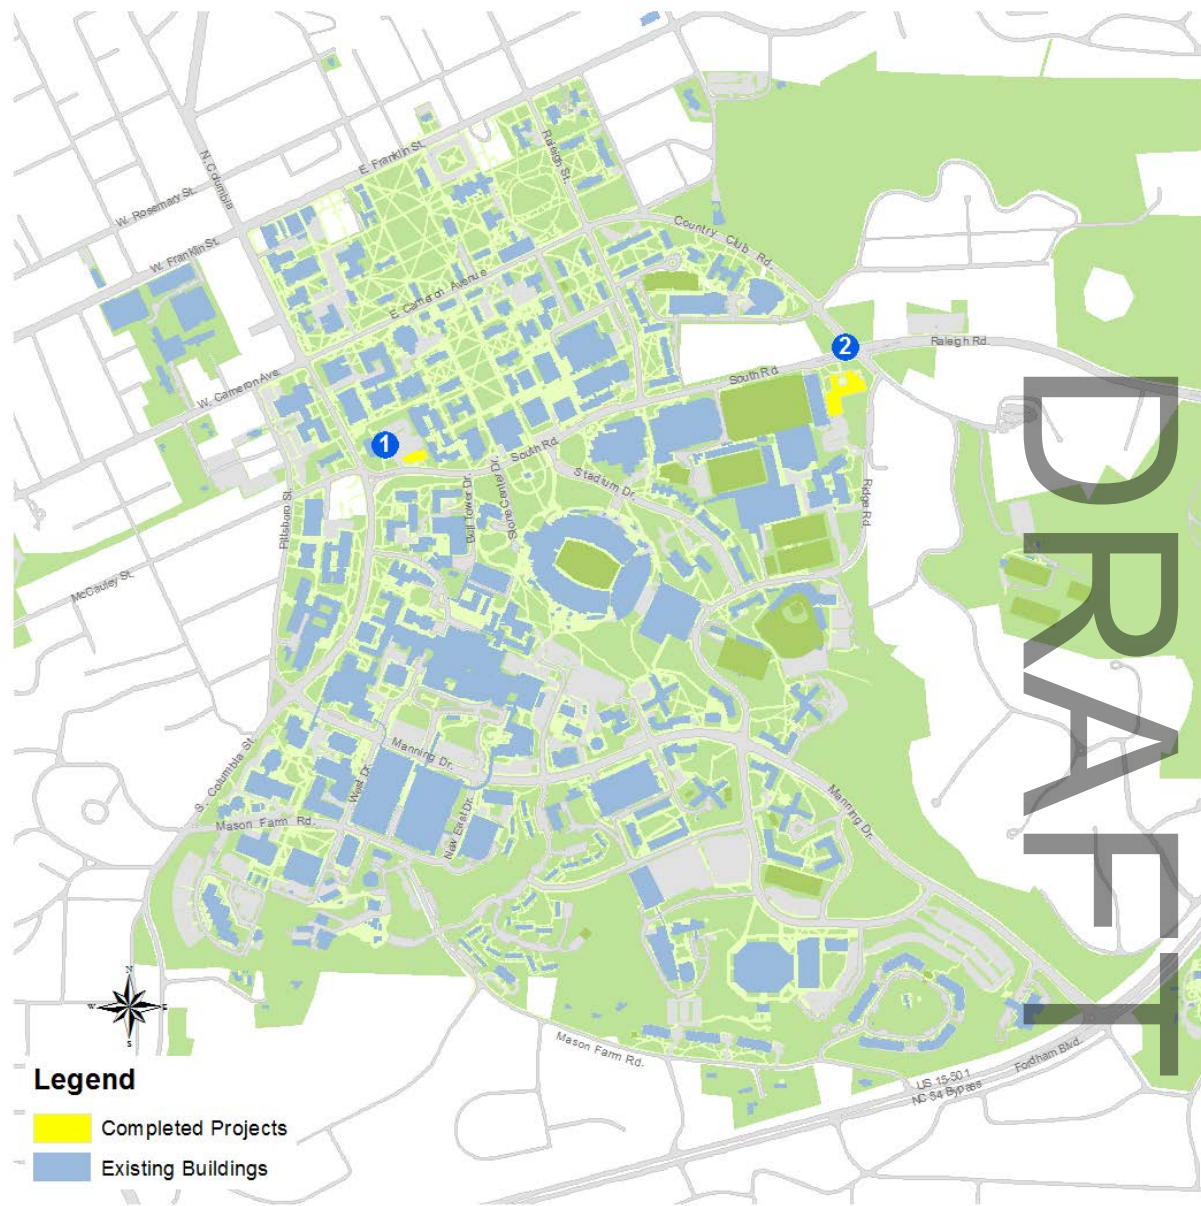 N. Columbia
E. Franklin St.
Raleigh St.
W. Rosemary St.
W. Franklin St.
Country Club Rd.
E. Cameron Avenue
2
Raleigh Rd.
South Rd.
W. Cameron Ave.
1
South Rd.
Stadium Dr.
Pittsboro St.
Bell Tower Dr.
Stone Center Dr.
Ridge Rd.
McCauley St.
DRAFT
Manning Dr.
S. Columbia St.
West Dr.
Manning Dr.
Mason Farm Rd.
New East Dr.
N
W
E
S
Mason Farm Rd.
Fordham Blvd.
US 15-501
NC 54 Bypass
Legend
Completed Projects
Existing Buildings